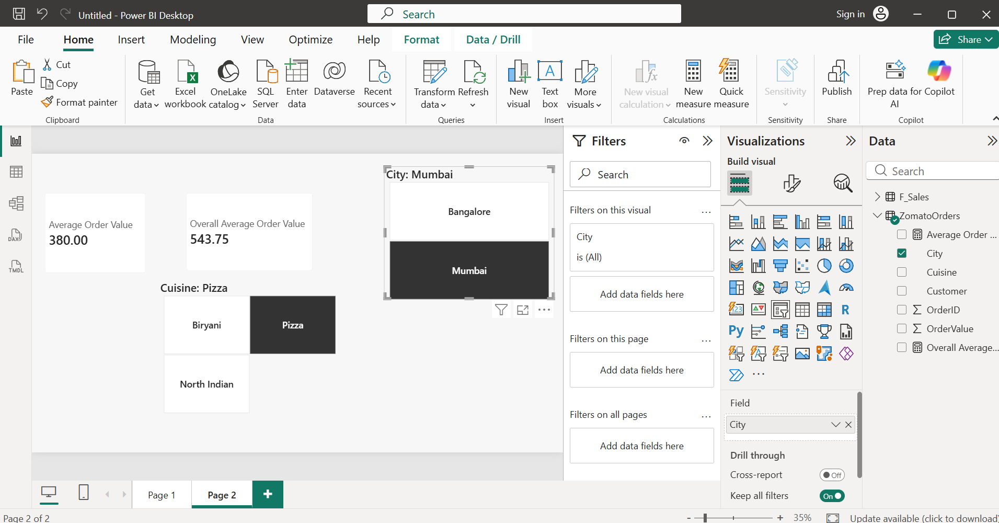 Untitled - Power BI Desktop
Search
Sign in
File
Home
Insert
Modeling
View
Optimize
Help
Format
Data / Drill
Share
Paste
Cut
Copy
Format painter
Clipboard
Get
data
Excel
workbook
OneLake
catalog
SQL
Server
Enter
data
Dataverse
Recent
sources
Data
Transform
data
Refresh
Queries
New
visual
Text
box
More
visuals
Insert
New visual
calculation
New
measure
Quick
measure
Calculations
Sensitivity
Sensitivity
Publish
Share
Prep data for
AI
Copilot
Copilot
DAX
TMDL
Average Order Value
380.00
Overall Average Order Value
543.75
City: Mumbai
Bangalore
Mumbai
Cuisine: Pizza
Biryani
Pizza
North Indian
Filters
Search
Filters on this visual
...
City
is (All)
Add data fields here
Filters on this page
...
Add data fields here
Filters on all pages
...
Add data fields here
Visualizations
Build visual
123
R
Py
...
Field
City
Drill through
Cross-report
Off
Keep all filters
On
Data
Search
F_Sales
ZomatoOrders
Average Order ...
City
Cuisine
Customer
OrderID
OrderValue
Overall Average...
Page 1
Page 2
+
Page 2 of 2
-
+
35%
Update available (click to download)